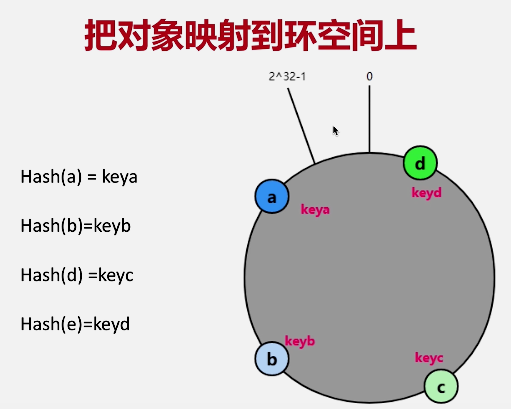 把对象映射到环空间上
2^32-1
0
d
keyd
a
keya
Hash(a) = keya
Hash(b)=keyb
Hash(d) =keyc
Hash(e)=keyd
keyb
b
keyc
c